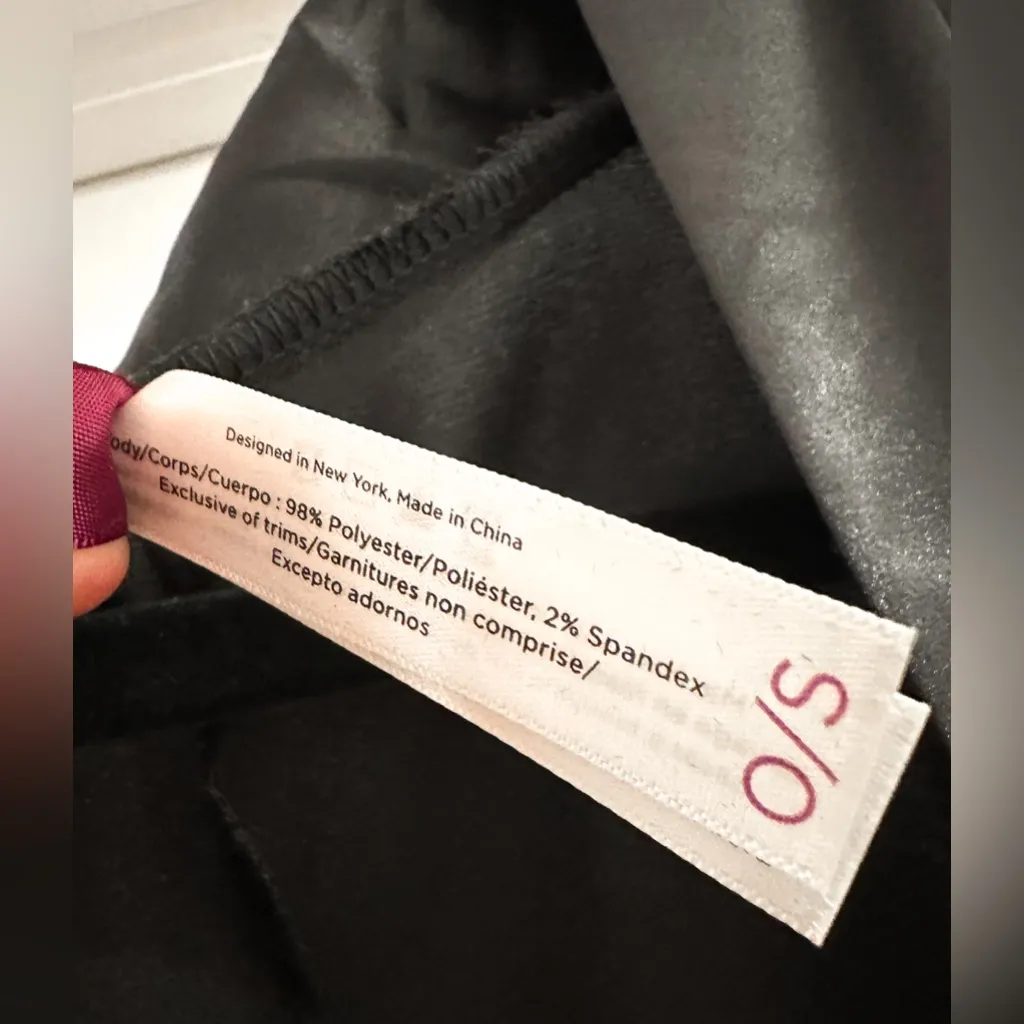 Designed in New York, Made in China
ody/Corps/Cuerpo : 98% Polyester/Poliéster, 2% Spandex
Exclusive of trims/Garnitures non comprise/
Excepto adornos
O/S